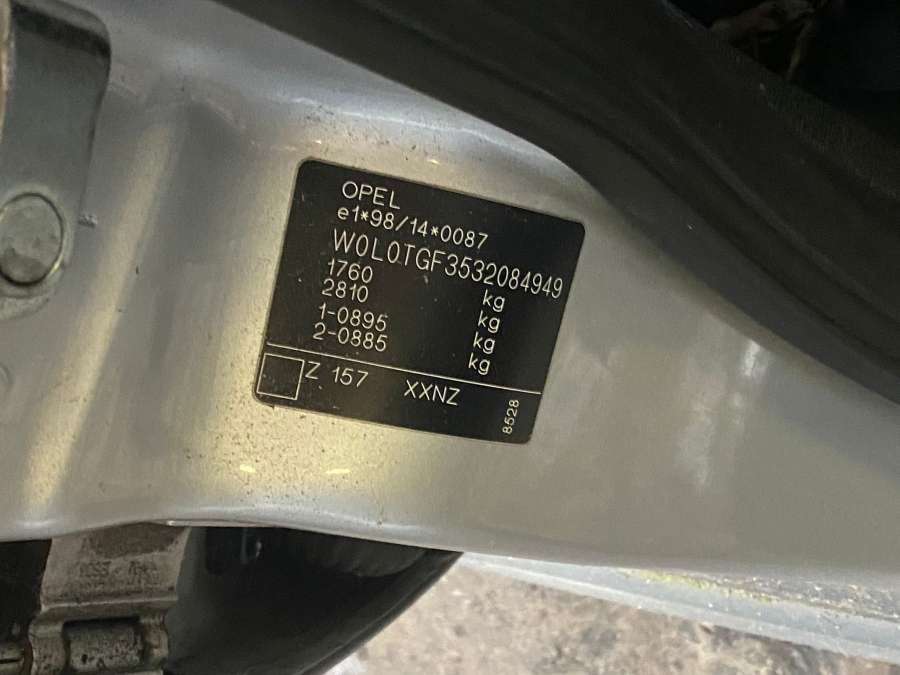 OPEL
e1*98/14*0087
W0L0TGF3532084949
1760 kg
2810 kg
1-0895 kg
2-0885 kg
Z 157 XXNZ
8528